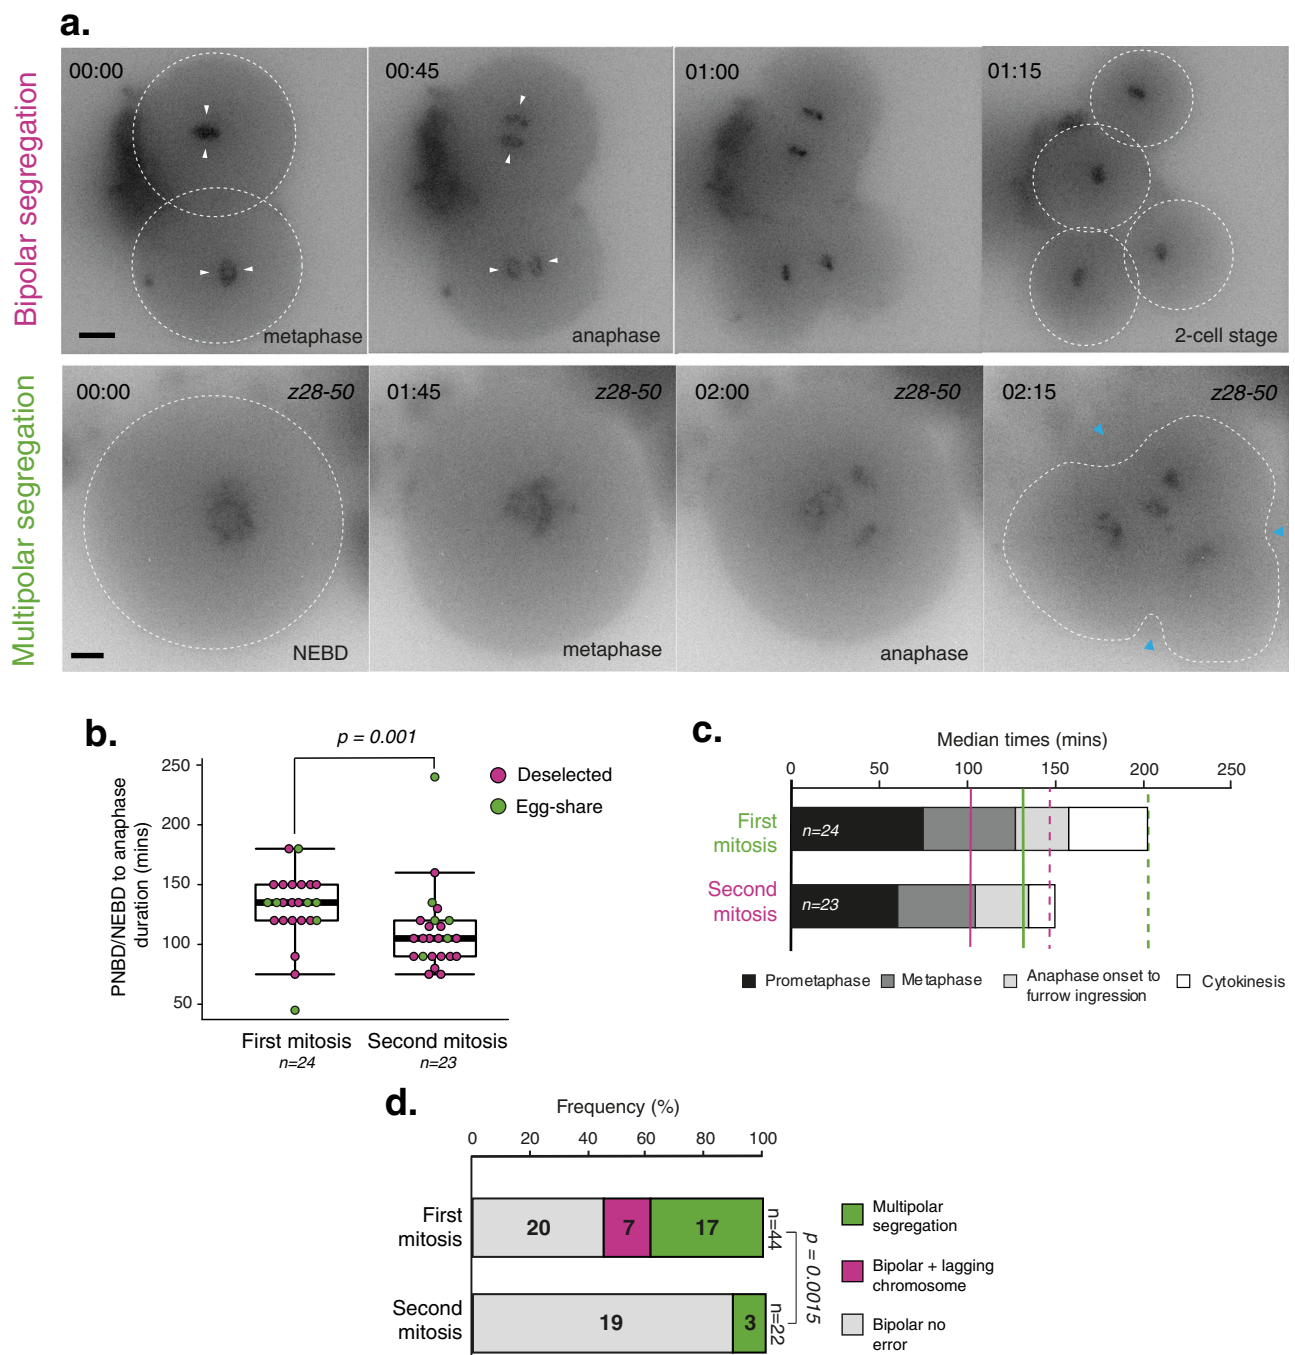 a.
Bipolar segregation
00:00
metaphase
00:45
anaphase
01:00
01:15
2-cell stage
Multipolar segregation
00:00
z28-50
NEBD
01:45
z28-50
metaphase
02:00
z28-50
anaphase
02:15
z28-50
b.
p = 0.001
PNBD/NEBD to anaphase
duration (mins)
250
200
150
100
50
Deselected
Egg-share
First mitosis
n=24
Second mitosis
n=23
c.
Median times (mins)
0 50 100 150 200 250
First
mitosis
n=24
Second
mitosis
n=23
Prometaphase
Metaphase
Anaphase onset to
furrow ingression
Cytokinesis
d.
Frequency (%)
0 20 40 60 80 100
First
mitosis
20 7 17
n=44
Second
mitosis
19 3
n=22
p = 0.0015
Multipolar
segregation
Bipolar + lagging
chromosome
Bipolar no
error